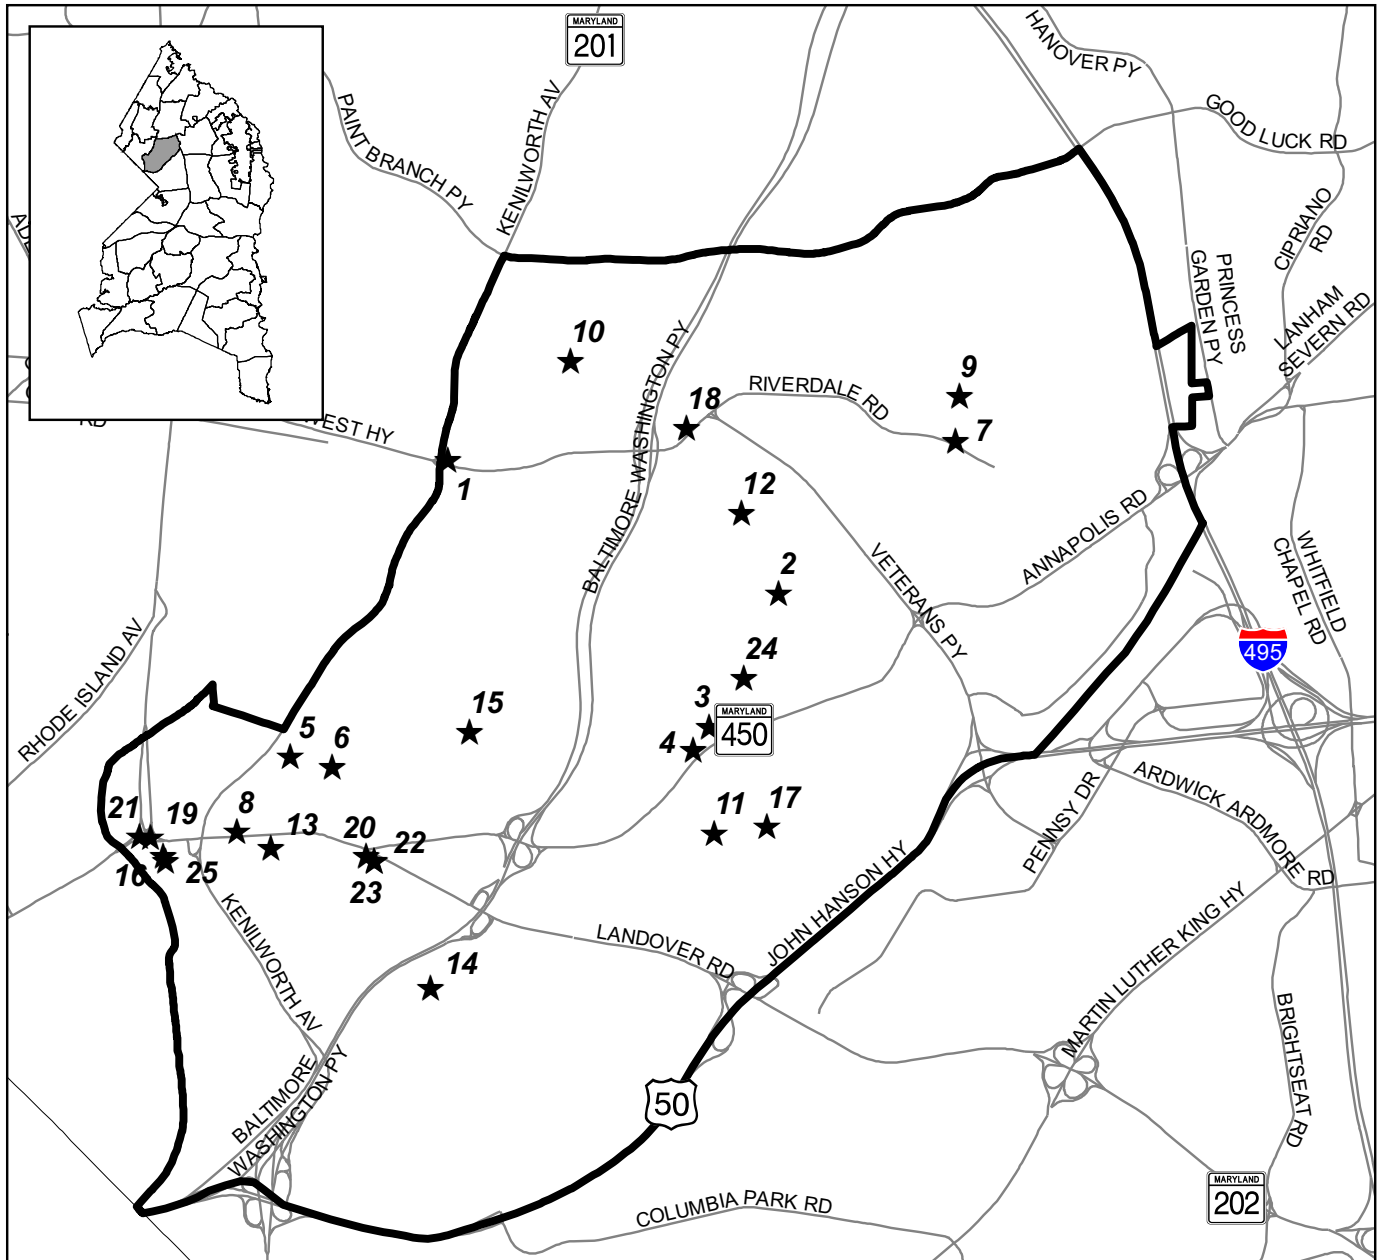 MARYLAND
201
HANOVER PY
PAINT BRANCH PY
KENILWORTH AV
GOOD LUCK RD
CIPRIANO
RD
PRINCESS
GARDEN PY
LANHAM
SEVERN RD
10
BALTIMORE WASHINGTON PY
RIVERDALE RD
9
18
7
WEST HY
RD
1
12
ANNAPOLIS RD
2
VETERANS PY
WHITFIELD
CHAPEL RD
495
RHODE ISLAND AV
24
3
MARYLAND
450
4
15
5
6
21
19
8
13
20
22
11
17
16
25
23
PENNSY DR
ARDWICK ARDMORE RD
KENILWORTH AV
LANDOVER RD
JOHN HANSON HY
MARTIN LUTHER KING HY
14
BRIGHTSEAT RD
BALTIMORE
WASHINGTON PY
50
COLUMBIA PARK RD
MARYLAND
202